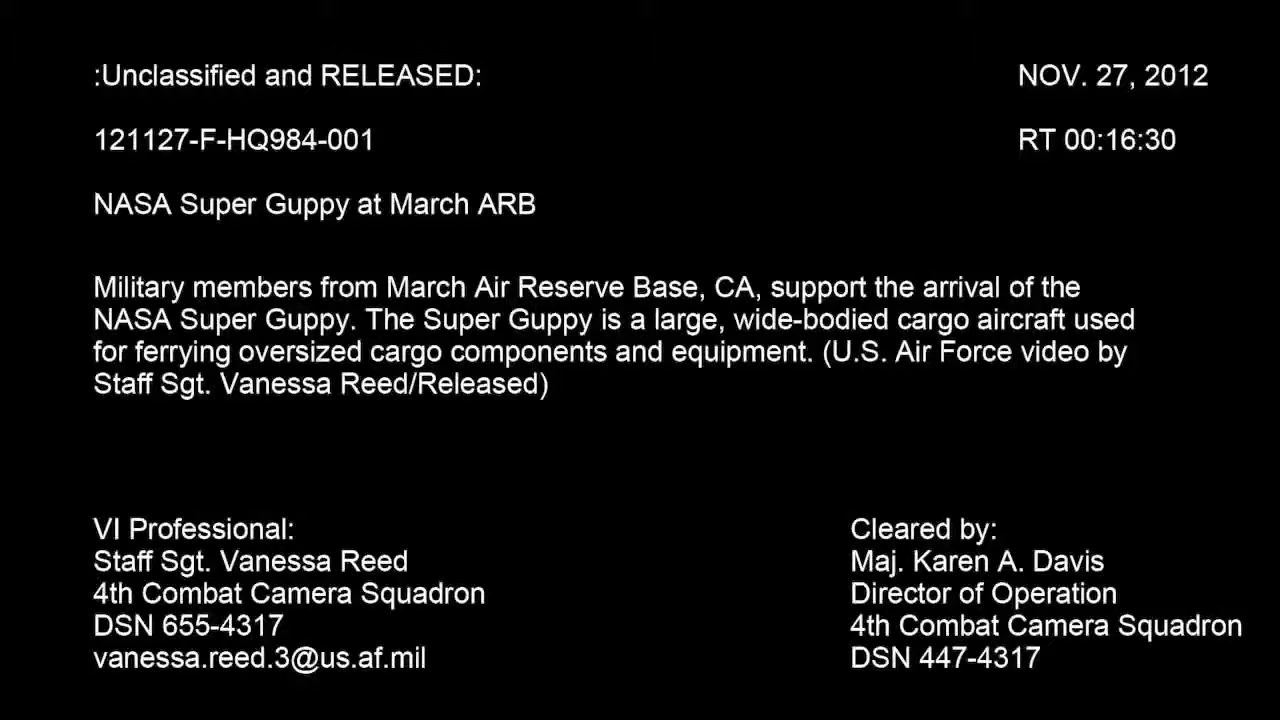 :Unclassified and RELEASED:
NOV. 27, 2012
121127-F-HQ984-001
RT 00:16:30
NASA Super Guppy at March ARB
Military members from March Air Reserve Base, CA, support the arrival of the
NASA Super Guppy. The Super Guppy is a large, wide-bodied cargo aircraft used
for ferrying oversized cargo components and equipment. (U.S. Air Force video by
Staff Sgt. Vanessa Reed/Released)
VI Professional:
Staff Sgt. Vanessa Reed
4th Combat Camera Squadron
DSN 655-4317
vanessa.reed.3@us.af.mil
Cleared by:
Maj. Karen A. Davis
Director of Operation
4th Combat Camera Squadron
DSN 447-4317